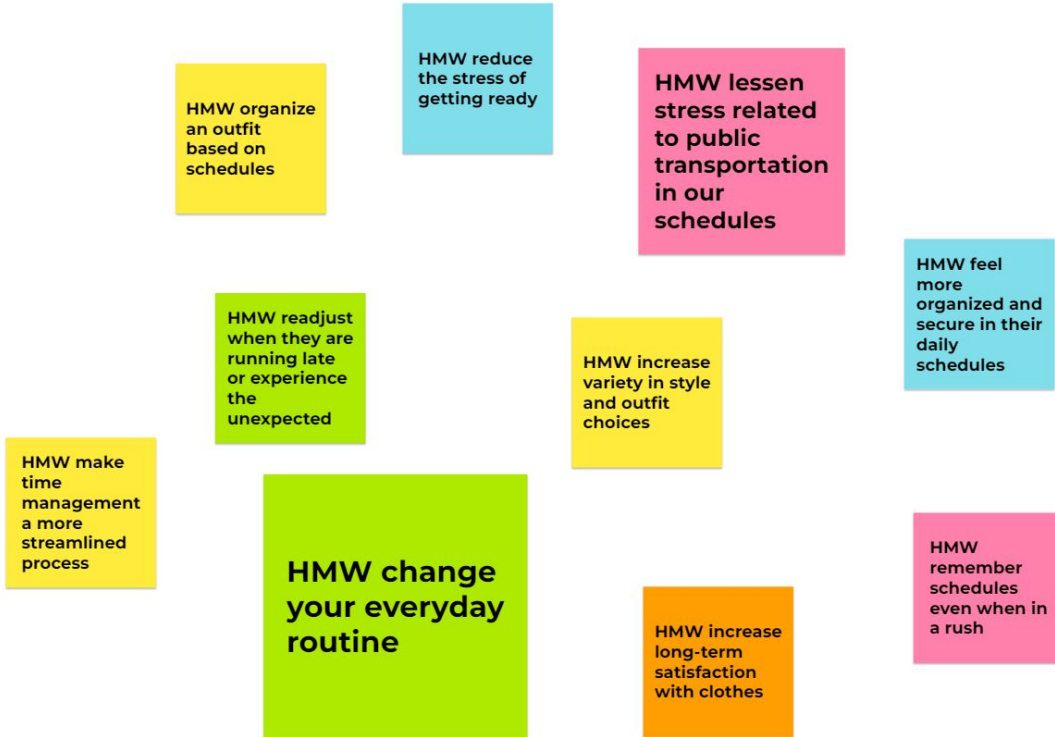 HMW reduce
the stress of
getting ready
HMW organize
an outfit
based on
schedules
HMW lessen
stress related
to public
transportation
in our
schedules
HMW feel
more
organized and
secure in their
daily
schedules
HMW readjust
when they are
running late
or experience
the
unexpected
HMW increase
variety in style
and outfit
choices
HMW make
time
management
a more
streamlined
process
HMW change
your everyday
routine
HMW
remember
schedules
even when in
a rush
HMW increase
long-term
satisfaction
with clothes